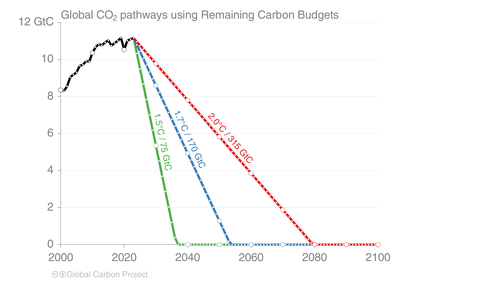 Global CO₂ pathways using Remaining Carbon Budgets
12 GtC
10
8
6
4
2
0
1.5°C / 75 GtC
1.7°C / 170 GtC
2.0°C / 315 GtC
2000 2020 2040 2060 2080 2100
Global Carbon Project